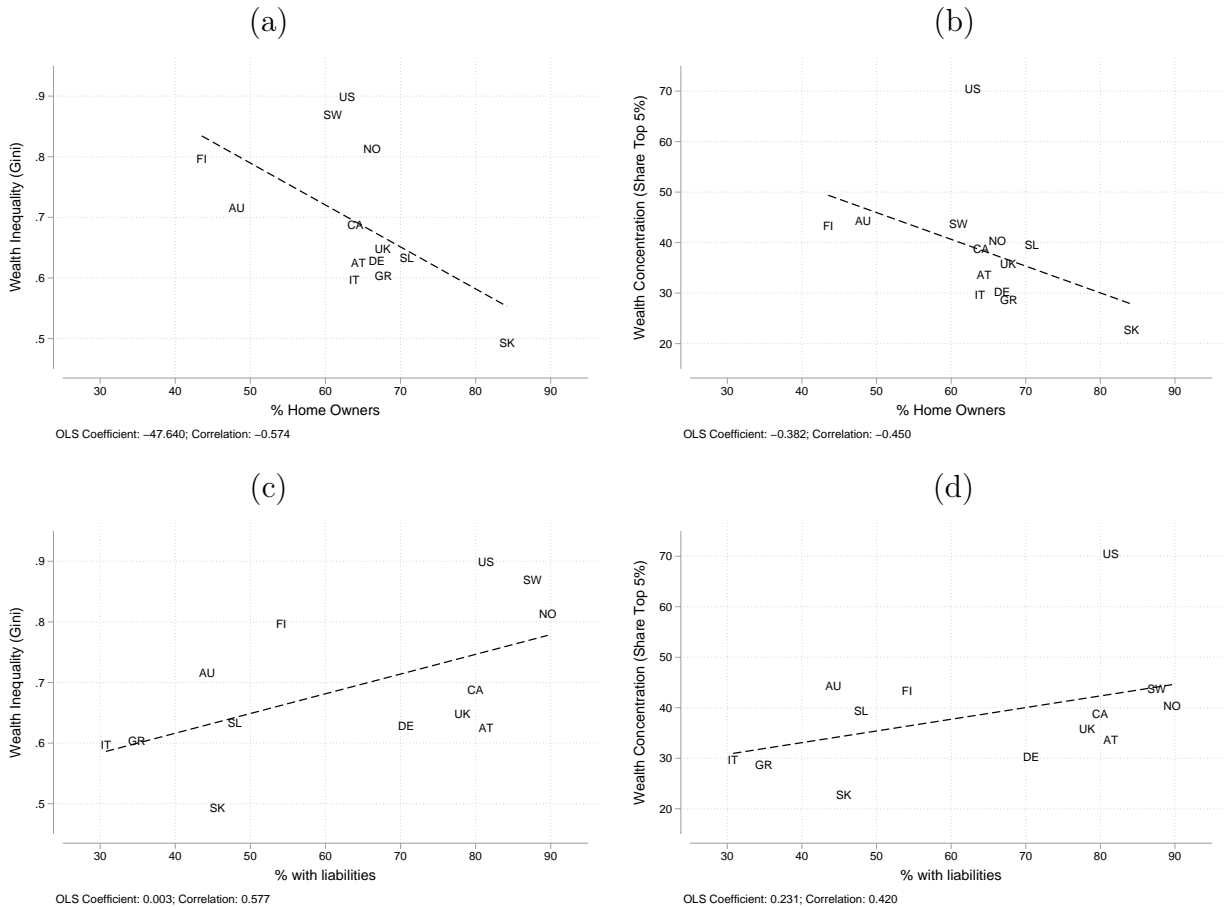 (a)
Wealth Inequality (Gini)
.9
.8
.7
.6
.5
US
SW
NO
FI
AU
CA
UK
AT
DE
SL
IT
GR
SK
30 40 50 60 70 80 90
% Home Owners
OLS Coefficient: −47.640; Correlation: −0.574
(b)
Wealth Concentration (Share Top 5%)
70
60
50
40
30
20
US
FI
AU
SW
NO
CA
SL
UK
AT
IT
DE
GR
SK
30 40 50 60 70 80 90
% Home Owners
OLS Coefficient: −0.382; Correlation: −0.450
(c)
Wealth Inequality (Gini)
.9
.8
.7
.6
.5
US
SW
NO
FI
AU
CA
UK
SL
DE
AT
IT
GR
SK
30 40 50 60 70 80 90
% with liabilities
OLS Coefficient: 0.003; Correlation: 0.577
(d)
Wealth Concentration (Share Top 5%)
70
60
50
40
30
20
US
AU
FI
SW
SL
NO
CA
UK
AT
DE
IT
GR
SK
30 40 50 60 70 80 90
% with liabilities
OLS Coefficient: 0.231; Correlation: 0.420